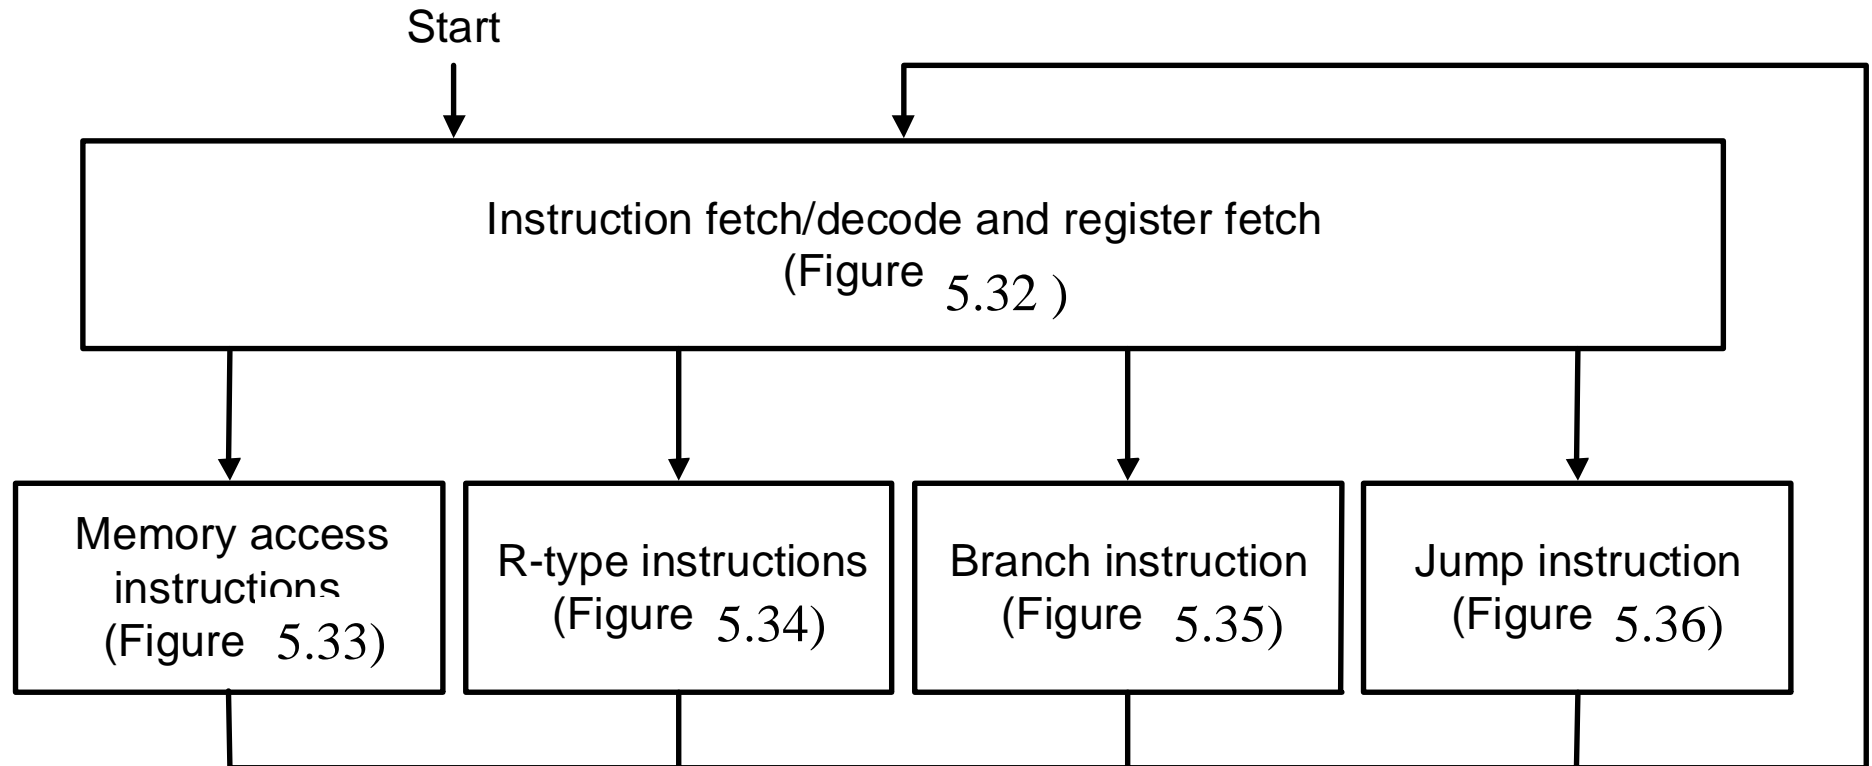 Start
Instruction fetch/decode and register fetch
(Figure 5.32 )
Memory access
instructions
(Figure 5.33)
R-type instructions
(Figure 5.34)
Branch instruction
(Figure 5.35)
Jump instruction
(Figure 5.36)